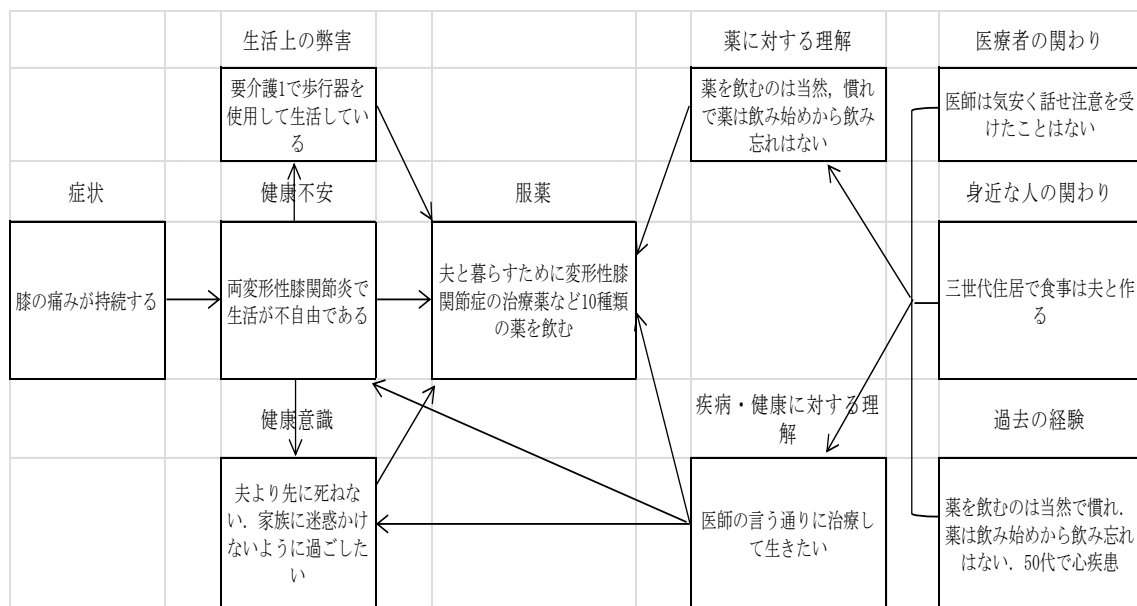 生活上の弊害
薬に対する理解
医療者の関わり
要介護1で歩行器を
使用して生活してい
る
薬を飲むのは当然，慣れ
で薬は飲み始めから飲み
忘れはない
医師は気安く話せ注意を受
けたことはない
症状
健康不安
服薬
身近な人の関わり
膝の痛みが持続する
両変形性膝関節炎で
生活が不自由である
夫と暮らすために変形性膝
関節症の治療薬など10種類
の薬を飲む
三世代住居で食事は夫と作
る
健康意識
疾病・健康に対する理
解
過去の経験
夫より先に死ねな
い．家族に迷惑かけ
ないように過ごした
い
医師の言う通りに治療し
て生きたい
薬を飲むのは当然で慣れ．
薬は飲み始めから飲み忘れ
はない．50代で心疾患